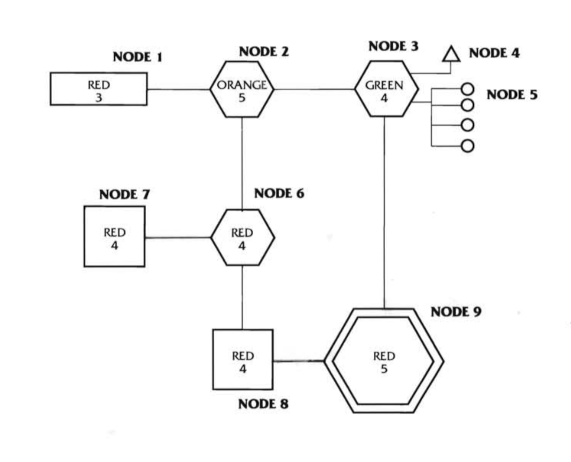 NODE 1
RED
3
NODE 2
ORANGE
5
NODE 3
GREEN
4
NODE 4
NODE 5
NODE 7
RED
4
NODE 6
RED
4
NODE 8
RED
4
NODE 9
RED
5